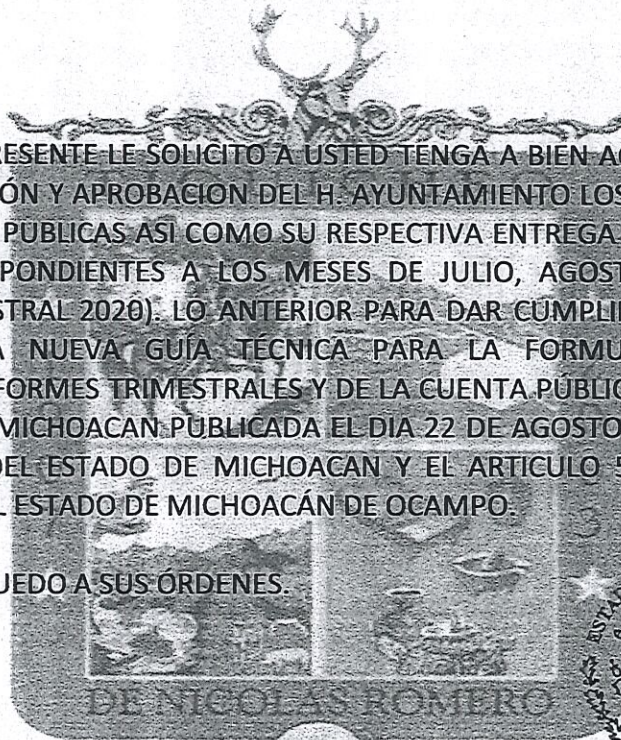 RESENTE LE SOLICITO A USTED TENGA A BIEN A
ÓN Y APROBACION DEL H. AYUNTAMIENTO LOS
PUBLICAS ASI COMO SU RESPECTIVA ENTREGA.
PONDIENTES A LOS MESES DE JULIO, AGOST
STRAL 2020). LO ANTERIOR PARA DAR CUMPLI
A NUEVA GUÍA TÉCNICA PARA LA FORMU
FORMES TRIMESTRALES Y DE LA CUENTA PÚBLIC
MICHOACAN PUBLICADA EL DIA 22 DE AGOSTO
DEL ESTADO DE MICHOACAN Y EL ARTICULO 5
L ESTADO DE MICHOACÁN DE OCAMPO.
UEDO A SUS ÓRDENES.
DE NICOLAS ROMERO